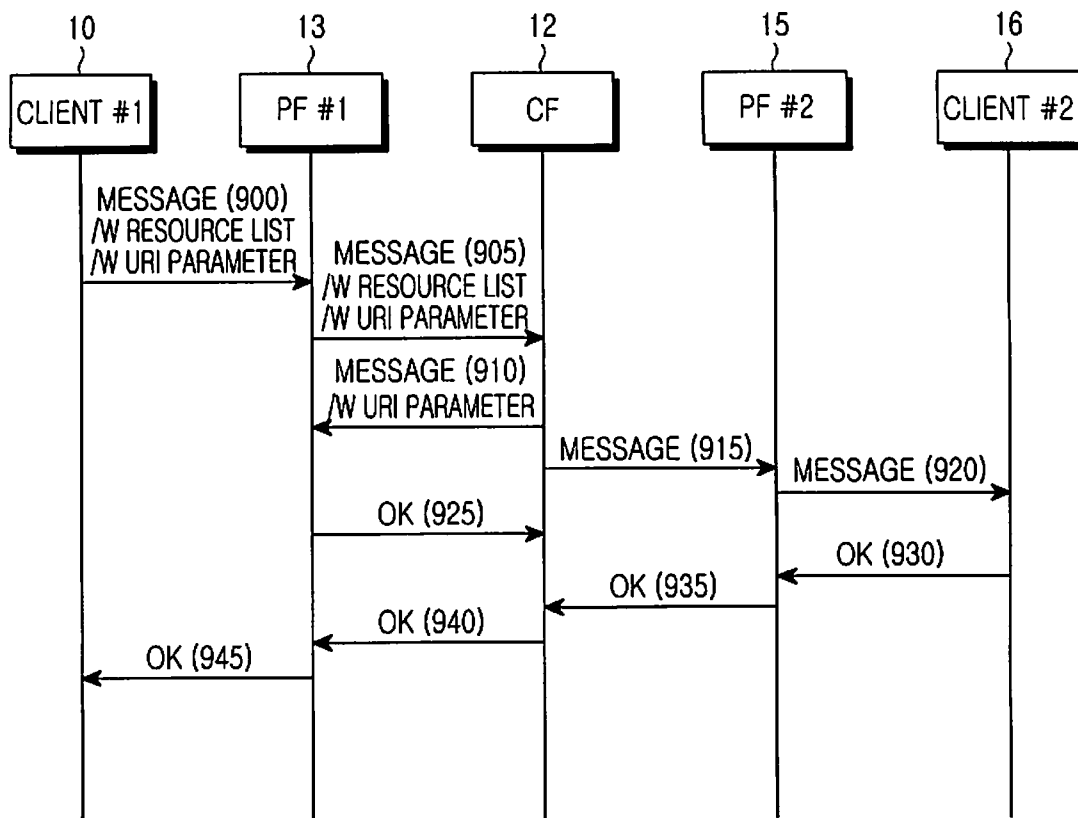 10
13
12
15
16
CLIENT #1
PF #1
CF
PF #2
CLIENT #2
MESSAGE (900)
/W RESOURCE LIST
/W URI PARAMETER
MESSAGE (905)
/W RESOURCE LIST
/W URI PARAMETER
MESSAGE (910)
/W URI PARAMETER
MESSAGE (915)
MESSAGE (920)
OK (925)
OK (930)
OK (935)
OK (940)
OK (945)